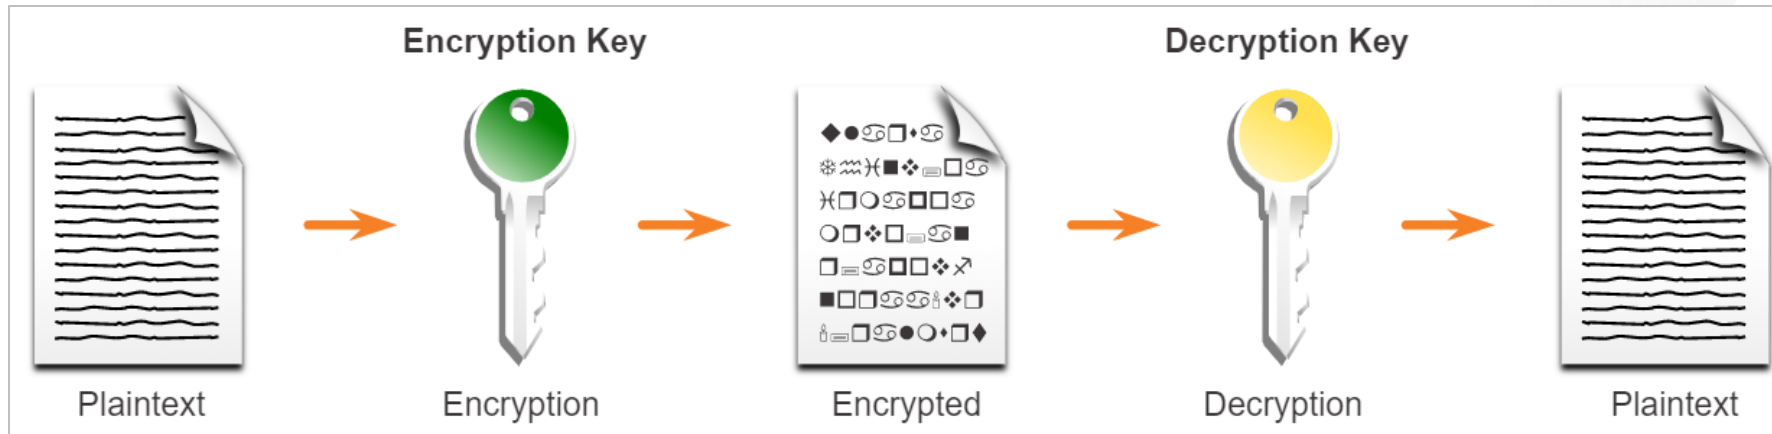 Encryption Key
Decryption Key
Plaintext
Encryption
Encrypted
Decryption
Plaintext